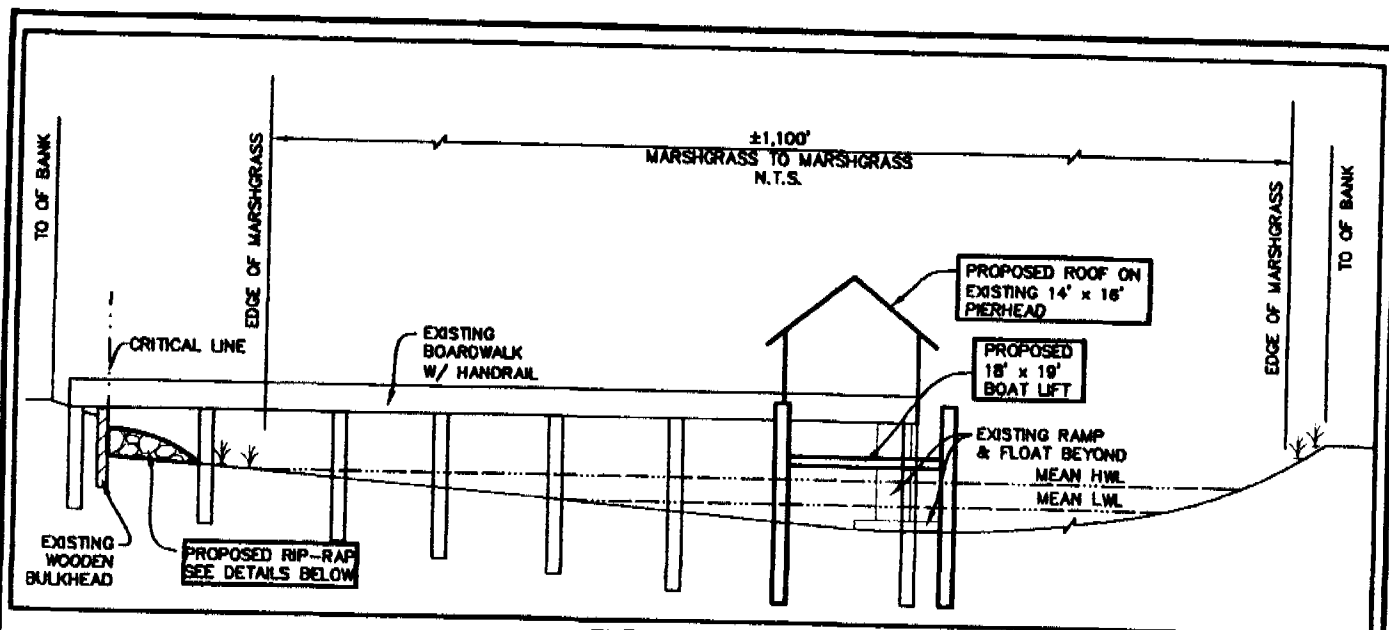 TO OF BANK
EDGE OF MARSHGRASS
±1,100'
MARSHGRASS TO MARSHGRASS
N.T.S.
EDGE OF MARSHGRASS
TO OF BANK
CRITICAL LINE
EXISTING
BOARDWALK
W/ HANDRAIL
PROPOSED ROOF ON
EXISTING 14' x 16'
PIERHEAD
PROPOSED
18' x 19'
BOAT LIFT
EXISTING RAMP
& FLOAT BEYOND
MEAN HWL
MEAN LWL
EXISTING
WOODEN
BULKHEAD
PROPOSED RIP-RAP
SEE DETAILS BELOW